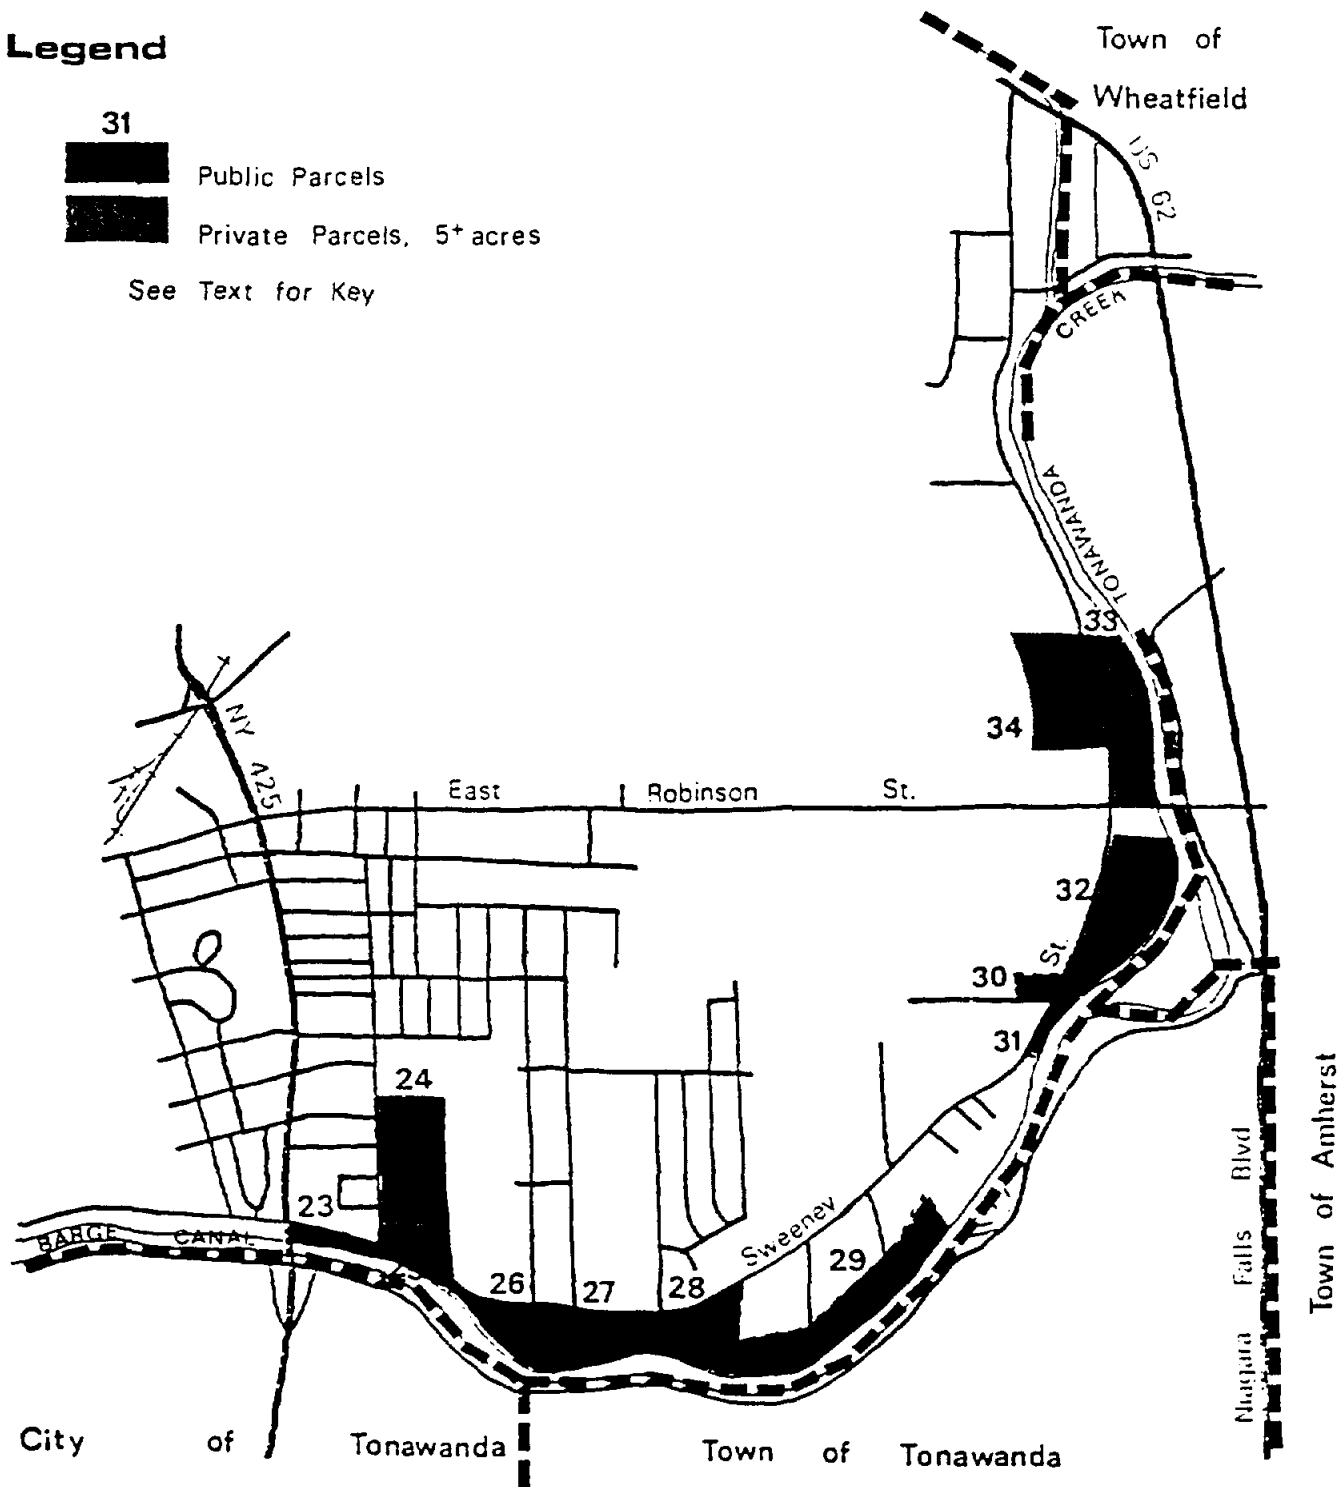 Legend
31
Public Parcels
Private Parcels, 5+ acres
See Text for Key
Town of
Wheatfield
US 62
CREEK
TONAWANDA
33
34
NY 425
East Robinson St.
32
St.
30
31
24
23
BARGE CANAL
Sweeney
26
27
28
29
Niagara Falls Blvd
Town of Amherst
City of Tonawanda
Town of Tonawanda